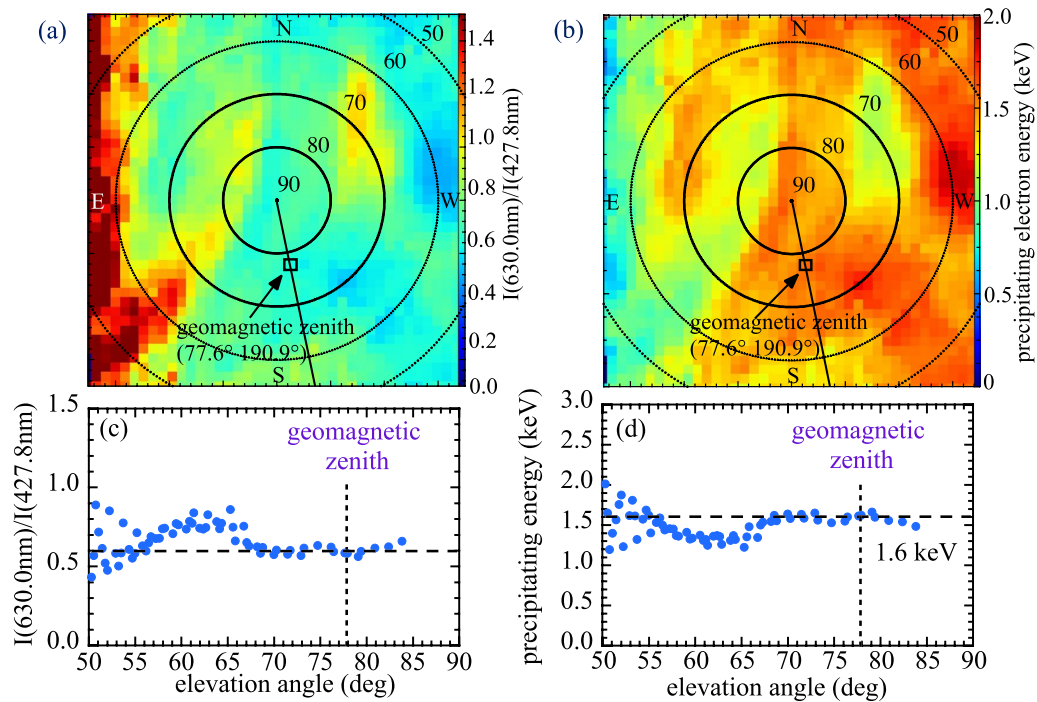 (a)
N
50
60
70
80
90
E
W
S
geomagnetic zenith
(77.6° 190.9°)
1.4
1.2
1.0
0.8
0.6
0.4
0.2
0.0
I(630.0nm)/I(427.8nm)
(b)
N
50
60
70
80
90
E
W
S
geomagnetic zenith
(77.6° 190.9°)
2.0
1.5
1.0
0.5
0
precipitating electron energy (keV)
(c)
geomagnetic
zenith
I(630.0nm)/I(427.8nm)
1.5
1.0
0.5
0.0
50 55 60 65 70 75 80 85 90
elevation angle (deg)
(d)
geomagnetic
zenith
1.6 keV
precipitating energy (keV)
3.0
2.5
2.0
1.5
1.0
0.5
0.0
50 55 60 65 70 75 80 85 90
elevation angle (deg)